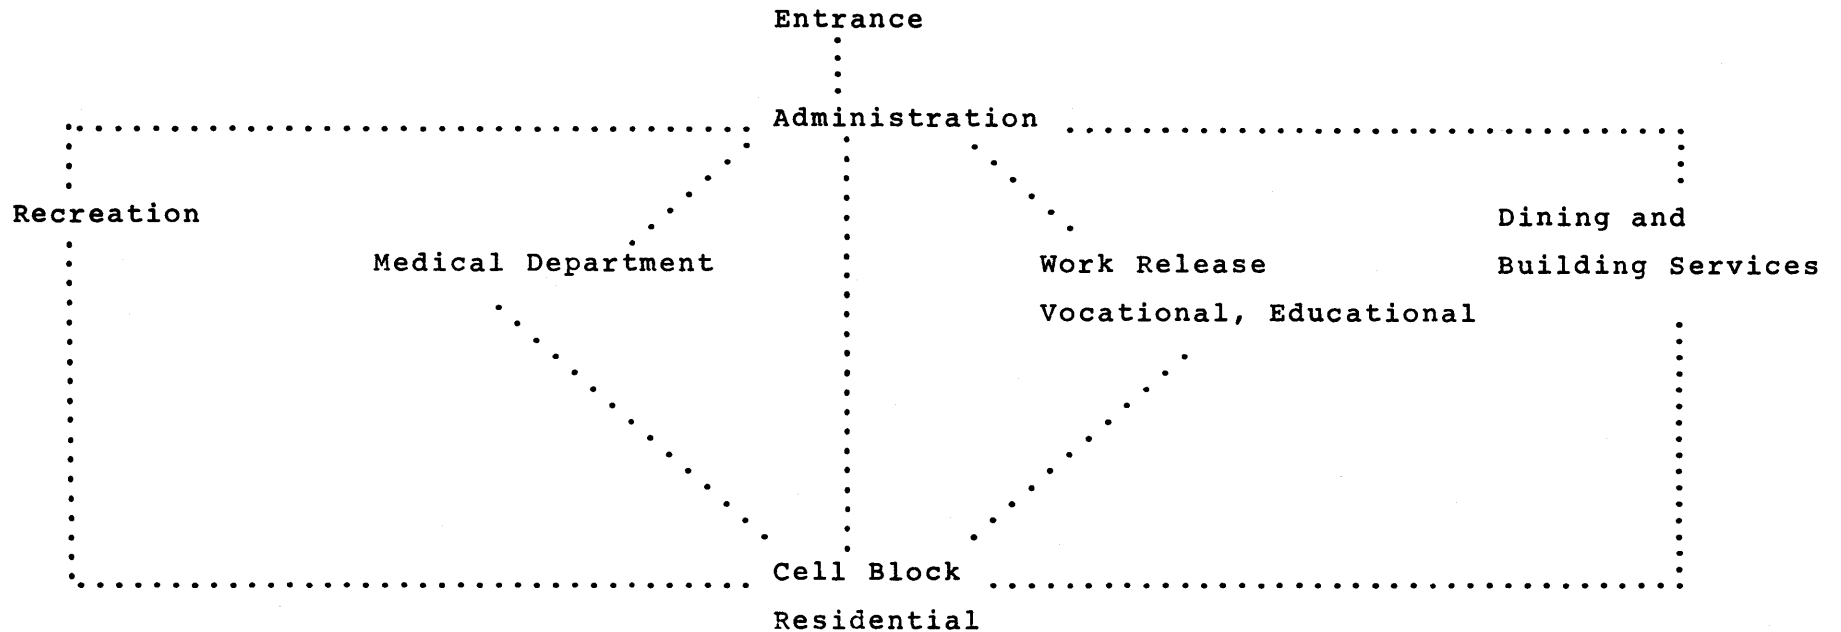 Entrance
Administration
Recreation
Medical Department
Work Release
Vocational, Educational
Dining and
Building Services
Cell Block
Residential